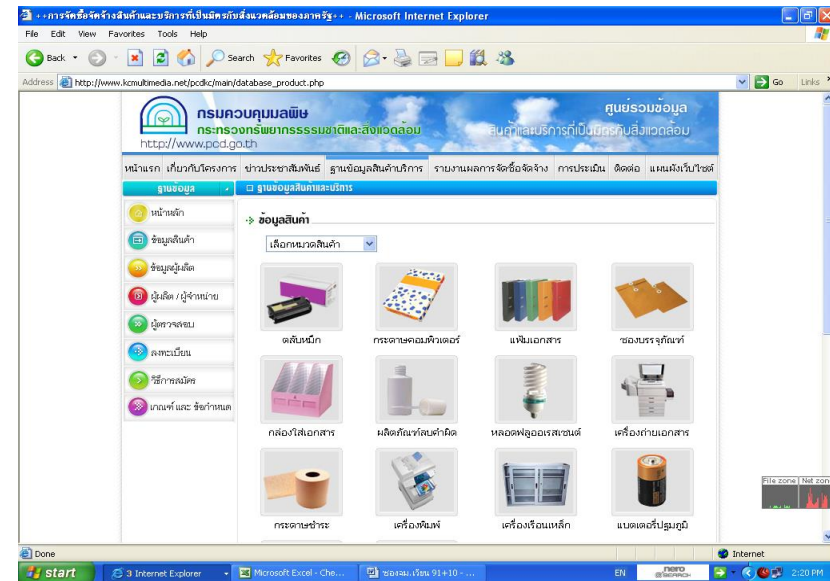 ++การจัดซื้อจัดจ้างสินค้าและบริการที่เป็นมิตรกับสิ่งแวดล้อมของภาครัฐ++ - Microsoft Internet Explorer
File Edit View Favorites Tools Help
Back Search Favorites
Address http://www.kcmultimedia.net/pcdkc/main/database_product.php Go Links
กรมควบคุมมลพิษ
กระทรวงทรัพยากรธรรมชาติและสิ่งแวดล้อม
http://www.pcd.go.th
ศูนย์รวมข้อมูล
สินค้าและบริการที่เป็นมิตรกับสิ่งแวดล้อม
หน้าแรก เกี่ยวกับโครงการ ข่าวประชาสัมพันธ์ ฐานข้อมูลสินค้าบริการ รายงานผลการจัดซื้อจัดจ้าง การประเมิน ติดต่อ แผนผังเว็บไซต์
ฐานข้อมูล ฐานข้อมูลสินค้าและบริการ
หน้าหลัก
ข้อมูลสินค้า
ข้อมูลผู้ผลิต
ผู้ผลิต / ผู้จำหน่าย
ผู้ตรวจสอบ
ลงทะเบียน
วิธีการสมัคร
เกณฑ์ และ ข้อกำหนด
ข้อมูลสินค้า
เลือกหมวดสินค้า
ตลับหมึก กระดาษคอมพิวเตอร์ แฟ้มเอกสาร ซองบรรจุภัณฑ์
กล่องใส่เอกสาร ผลิตภัณฑ์ลบคำผิด หลอดฟลูออเรสเซนต์ เครื่องถ่ายเอกสาร
กระดาษชำระ เครื่องพิมพ์ เครื่องเรือนเหล็ก แบตเตอรี่ปฐมภูมิ
File zone Net zon
Done Internet
start 3 Internet Explorer Microsoft Excel - Che... ซองจม.เวียน 91+10 - ... EN nero SEARCH 2:20 PM